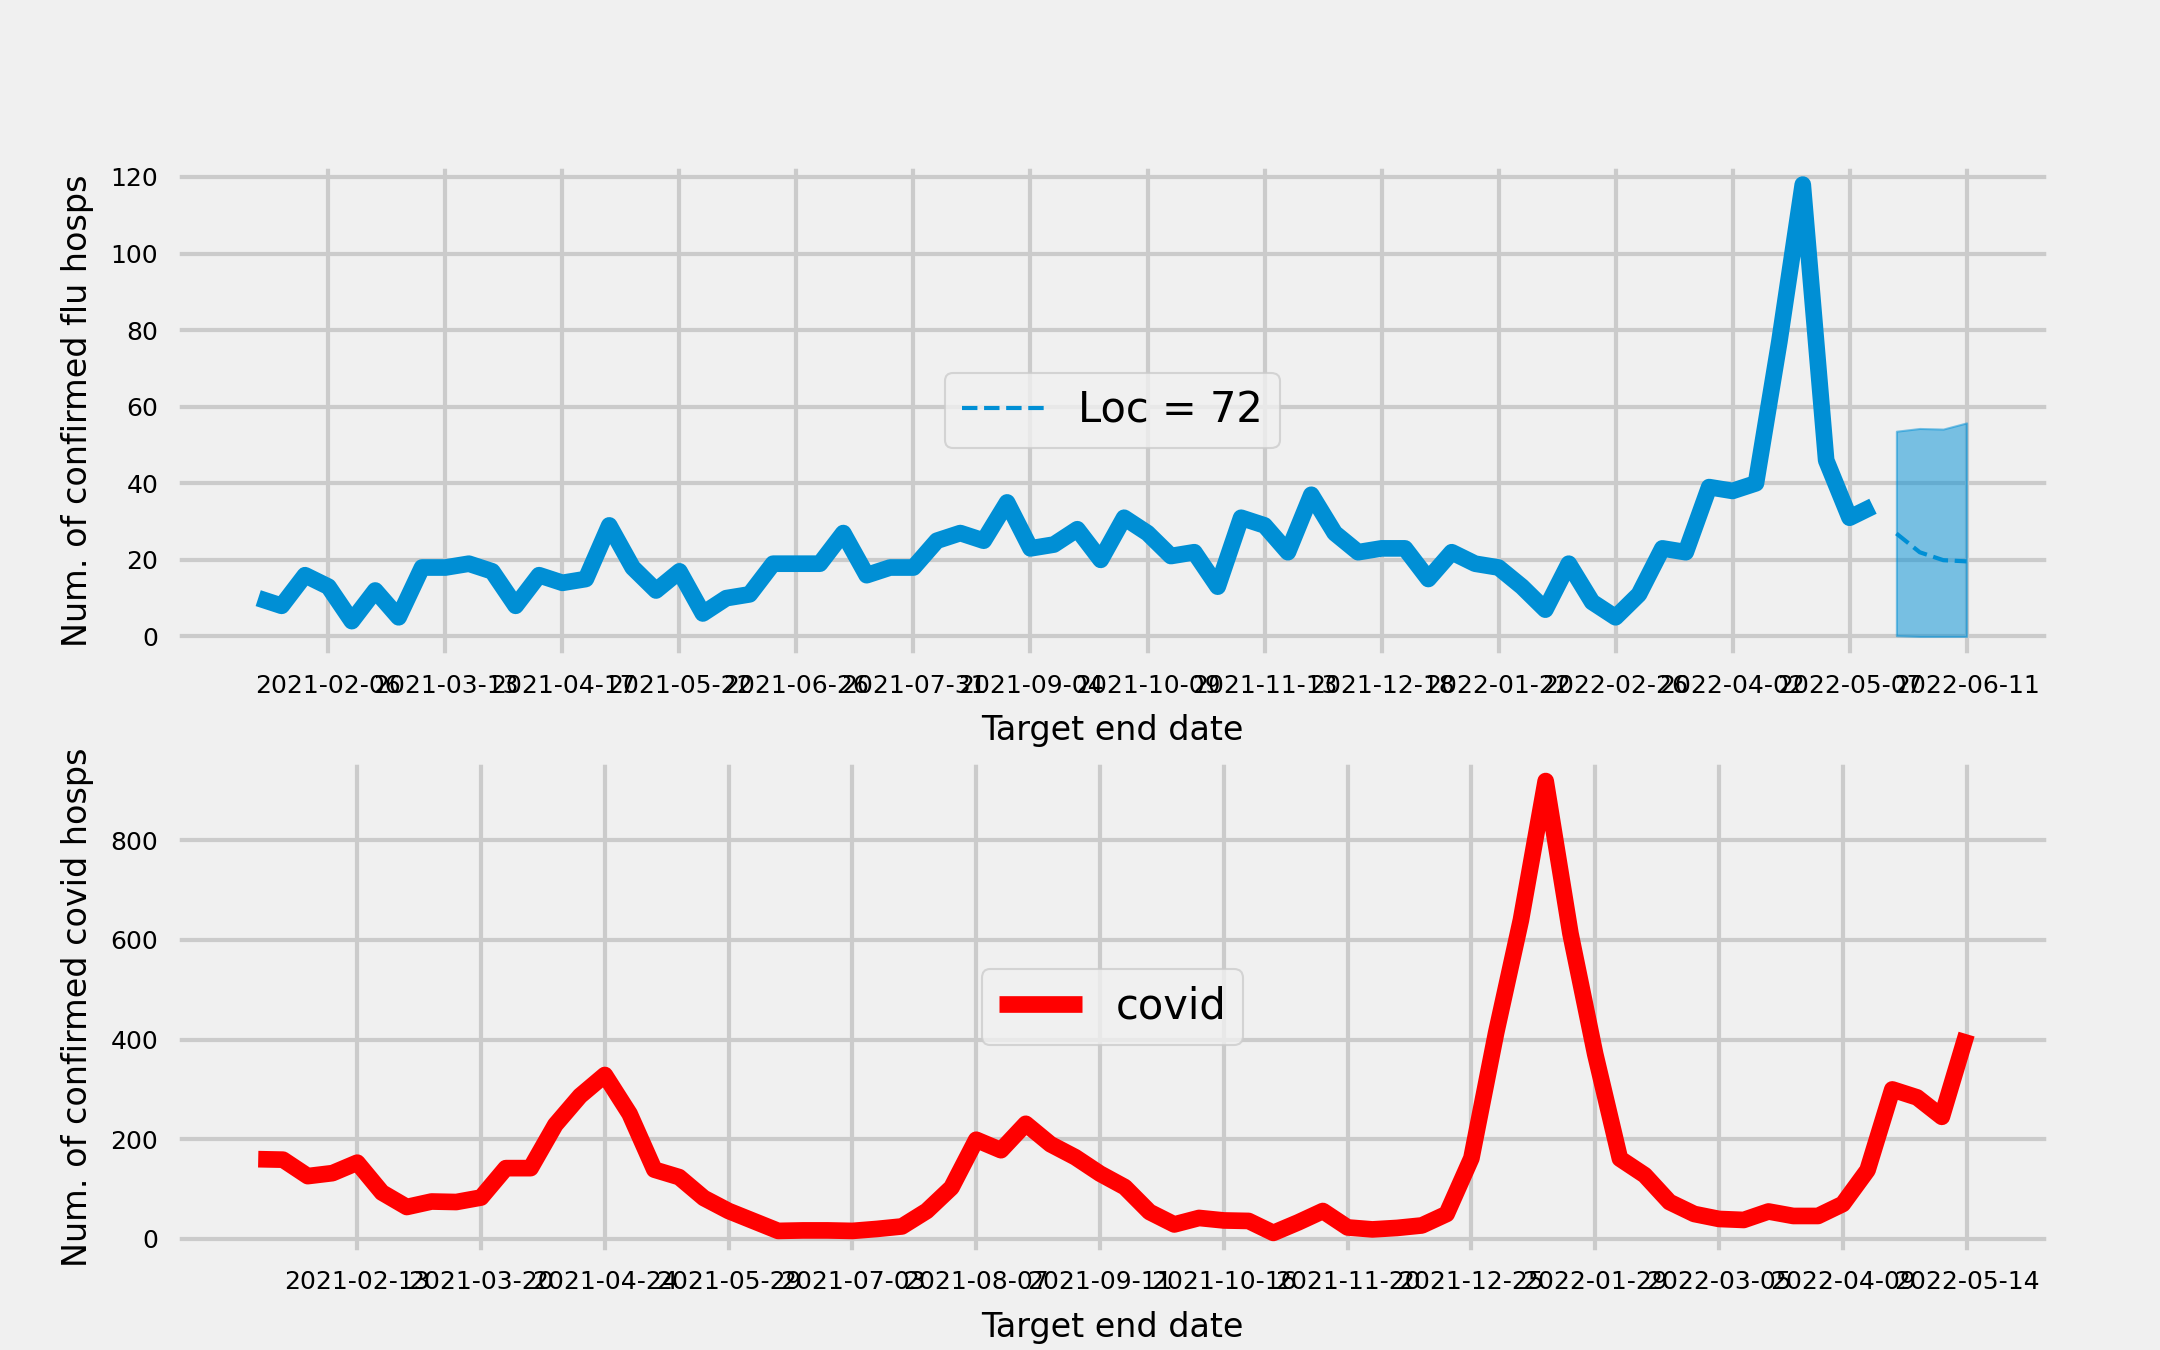 Num. of confirmed flu hosps
120
100
80
60
40
20
0
Loc = 72
2021-02-06 2021-03-13 2021-04-17 2021-05-22 2021-06-26 2021-07-31 2021-09-04 2021-10-09 2021-11-13 2021-12-18 2022-01-22 2022-02-26 2022-04-02 2022-05-07 2022-06-11
Target end date
Num. of confirmed covid hosps
800
600
400
200
0
covid
2021-02-13 2021-03-20 2021-04-24 2021-05-29 2021-07-03 2021-08-07 2021-09-11 2021-10-16 2021-11-20 2021-12-25 2022-01-29 2022-03-05 2022-04-09 2022-05-14
Target end date